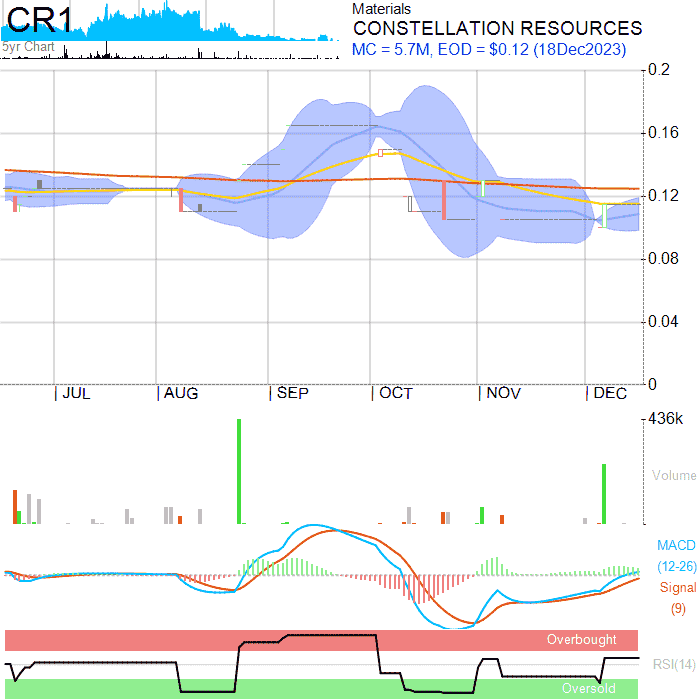 CR1
5yr Chart
Materials
CONSTELLATION RESOURCES
MC = 5.7M, EOD = $0.12 (18Dec2023)
0.2
0.16
0.12
0.08
0.04
0
JUL AUG SEP OCT NOV DEC
436k
Volume
MACD
(12-26)
Signal
(9)
Overbought
RSI(14)
Oversold